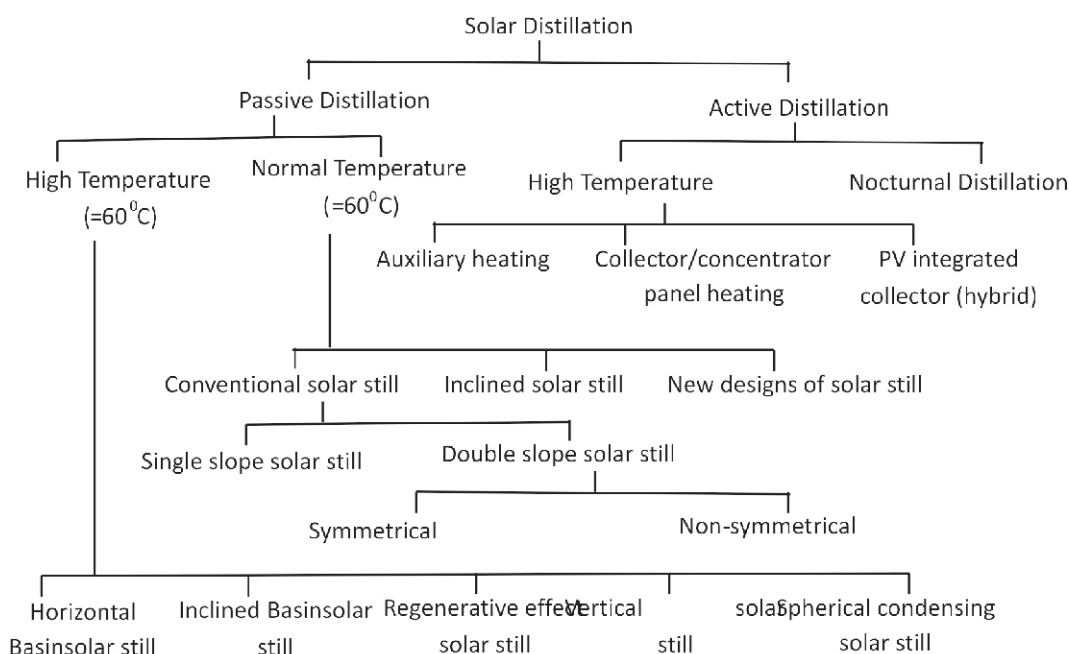 Solar Distillation
Passive Distillation
Active Distillation
High Temperature
(=60⁰C)
Normal Temperature
(=60⁰C)
High Temperature
Nocturnal Distillation
Auxiliary heating
Collector/concentrator
panel heating
PV integrated
collector (hybrid)
Conventional solar still
Inclined solar still
New designs of solar still
Single slope solar still
Double slope solar still
Symmetrical
Non-symmetrical
Horizontal
Basinsolar still
Inclined Basinsolar
still
Regenerative effect
solar still
Vertical solar
still
Spherical condensing
solar still